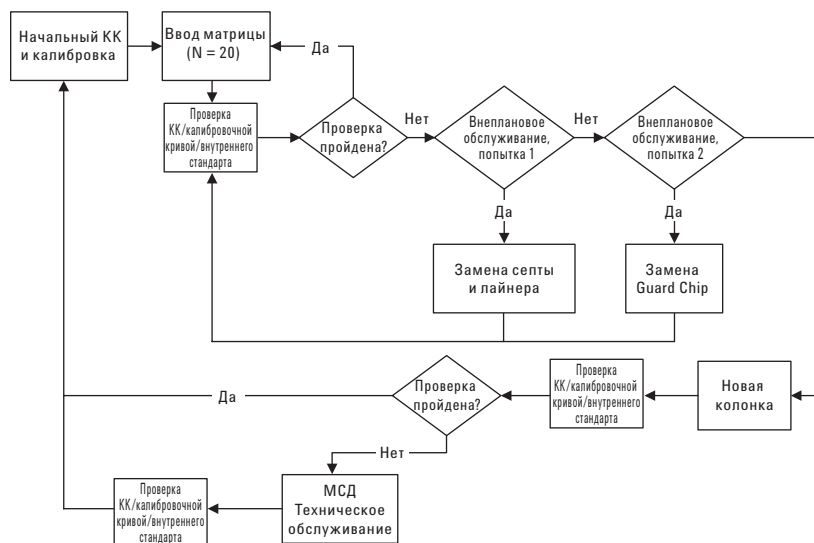 Начальный КК
и калибровка
Ввод матрицы
(N = 20)
Да
Проверка
КК/калибровочной
кривой/внутреннего
стандарта
Проверка
пройдена?
Нет
Внеплановое
обслуживание,
попытка 1
Нет
Внеплановое
обслуживание,
попытка 2
Да
Да
Замена септы
и лайнера
Замена
Guard Chip
Да
Проверка
пройдена?
Проверка
КК/калибровочной
кривой/внутреннего
стандарта
Новая
колонка
Нет
Проверка
КК/калибровочной
кривой/внутреннего
стандарта
МСД
Техническое
обслуживание